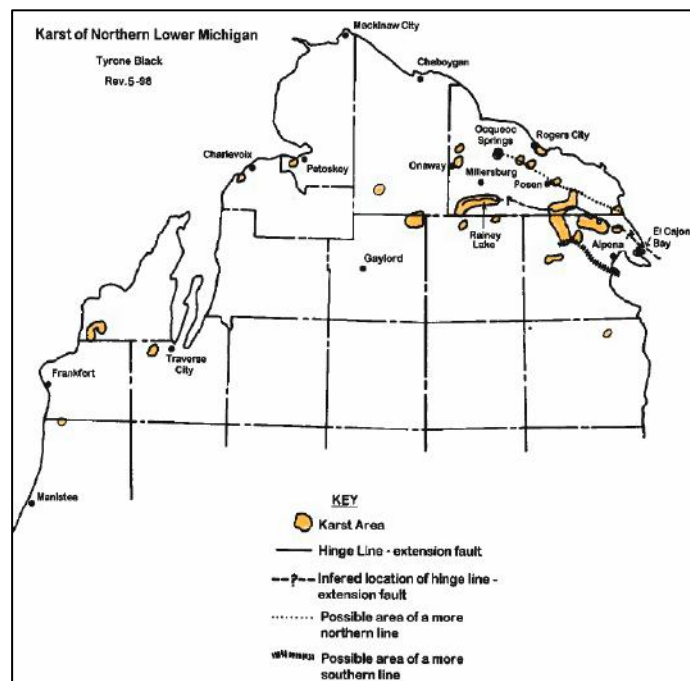 Karst of Northern Lower Michigan
Tyrone Black
Rev.5-98
Mackinaw City
Cheboygan
Ocqueoc
Springs
Rogers City
Charlevoix
Petoskey
Onaway
Millersburg
Posen
Rainey
Lake
El Cajon
Bay
Alpena
Gaylord
Traverse
City
Frankfort
Manistee
KEY
Karst Area
Hinge Line - extension fault
Infered location of hinge line -
extension fault
Possible area of a more
northern line
Possible area of a more
southern line